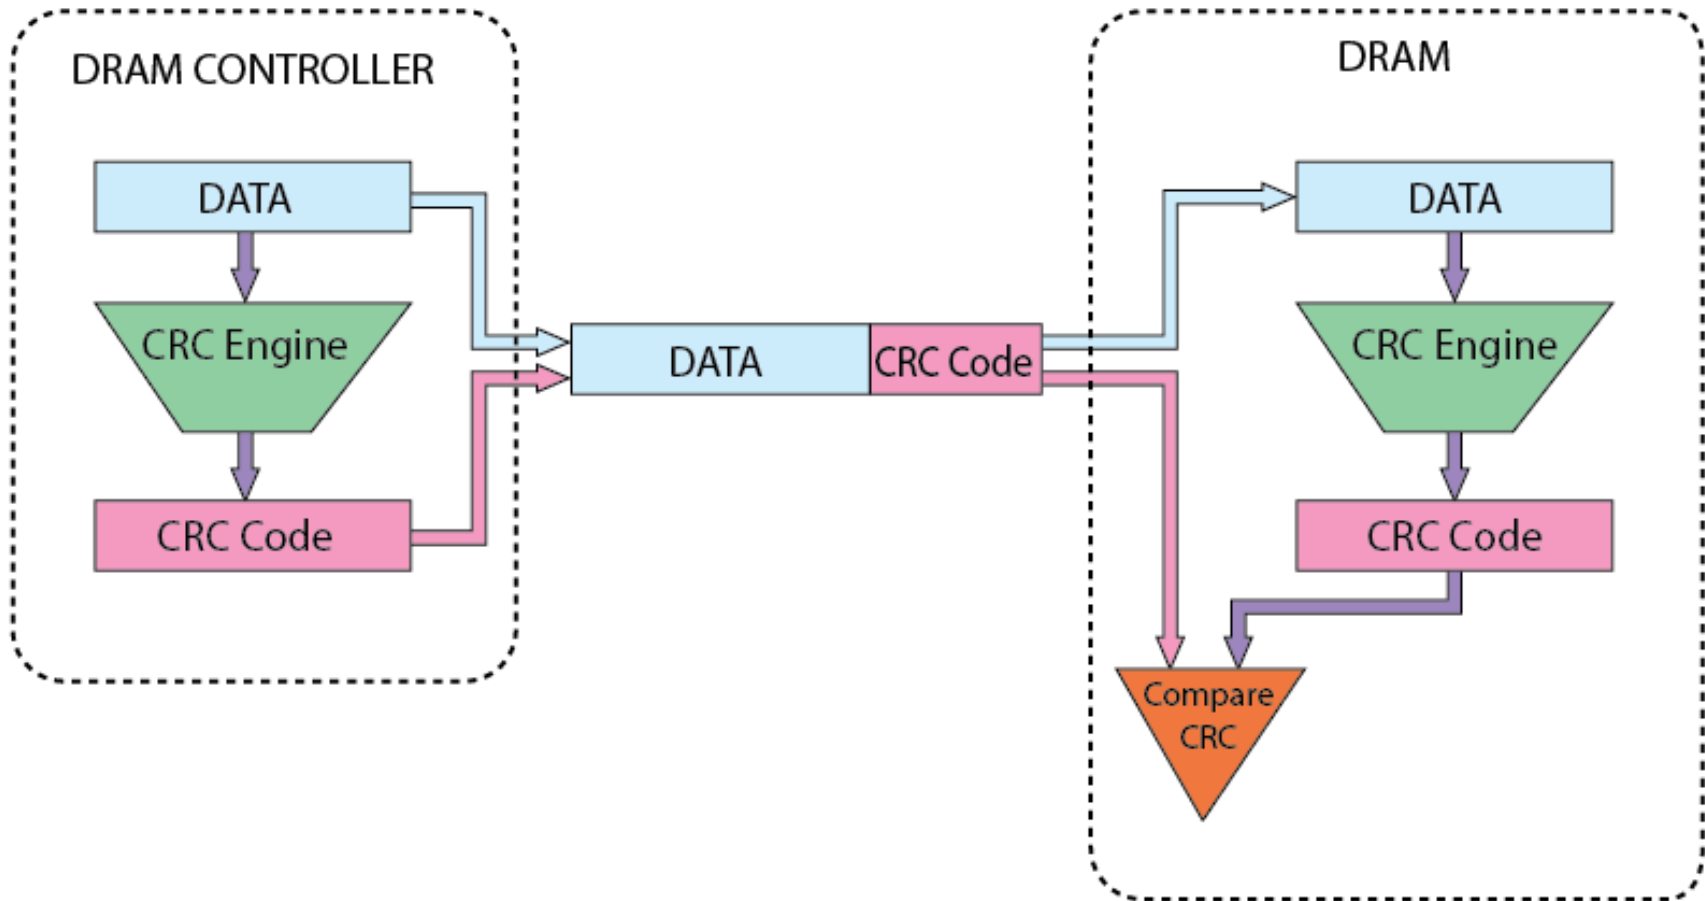 DRAM CONTROLLER
DATA
CRC Engine
CRC Code
DATA
CRC Code
DRAM
DATA
CRC Engine
CRC Code
Compare
CRC